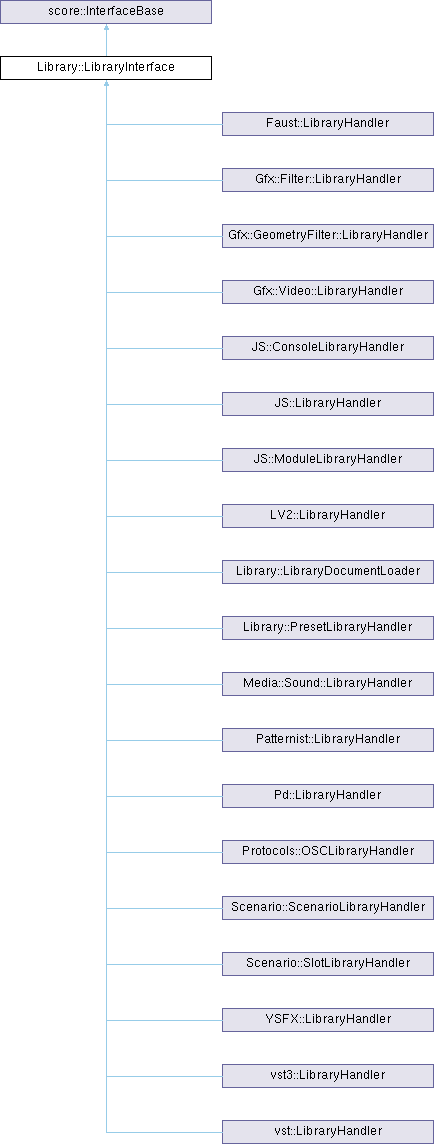 score::InterfaceBase
Library::LibraryInterface
Faust::LibraryHandler
Gfx::Filter::LibraryHandler
Gfx::GeometryFilter::LibraryHandler
Gfx::Video::LibraryHandler
JS::ConsoleLibraryHandler
JS::LibraryHandler
JS::ModuleLibraryHandler
LV2::LibraryHandler
Library::LibraryDocumentLoader
Library::PresetLibraryHandler
Media::Sound::LibraryHandler
Patternist::LibraryHandler
Pd::LibraryHandler
Protocols::OSCLibraryHandler
Scenario::ScenarioLibraryHandler
Scenario::SlotLibraryHandler
YSFX::LibraryHandler
vst3::LibraryHandler
vst::LibraryHandler